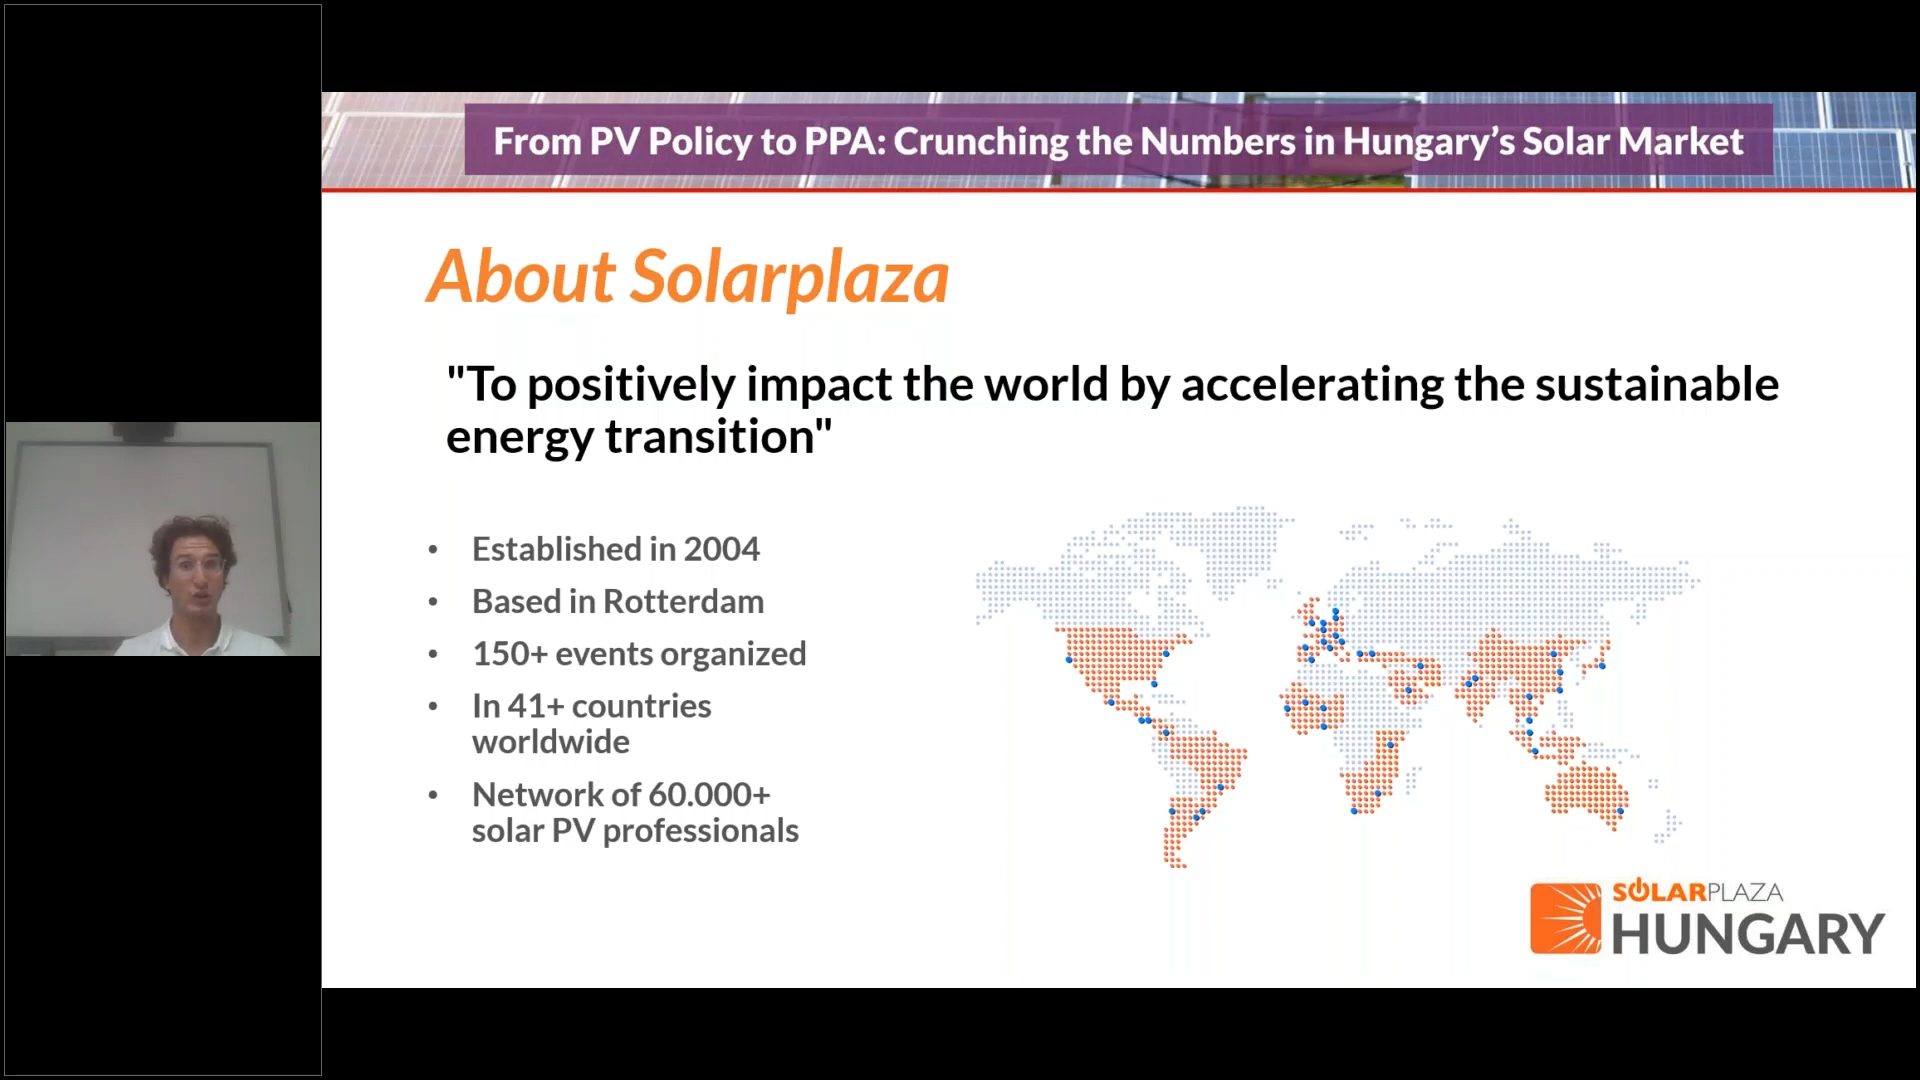 From PV Policy to PPA: Crunching the Numbers in Hungary’s Solar Market
About Solarplaza
"To positively impact the world by accelerating the sustainable
energy transition"
• Established in 2004
• Based in Rotterdam
• 150+ events organized
• In 41+ countries
worldwide
• Network of 60.000+
solar PV professionals
SOLARPLAZA
HUNGARY